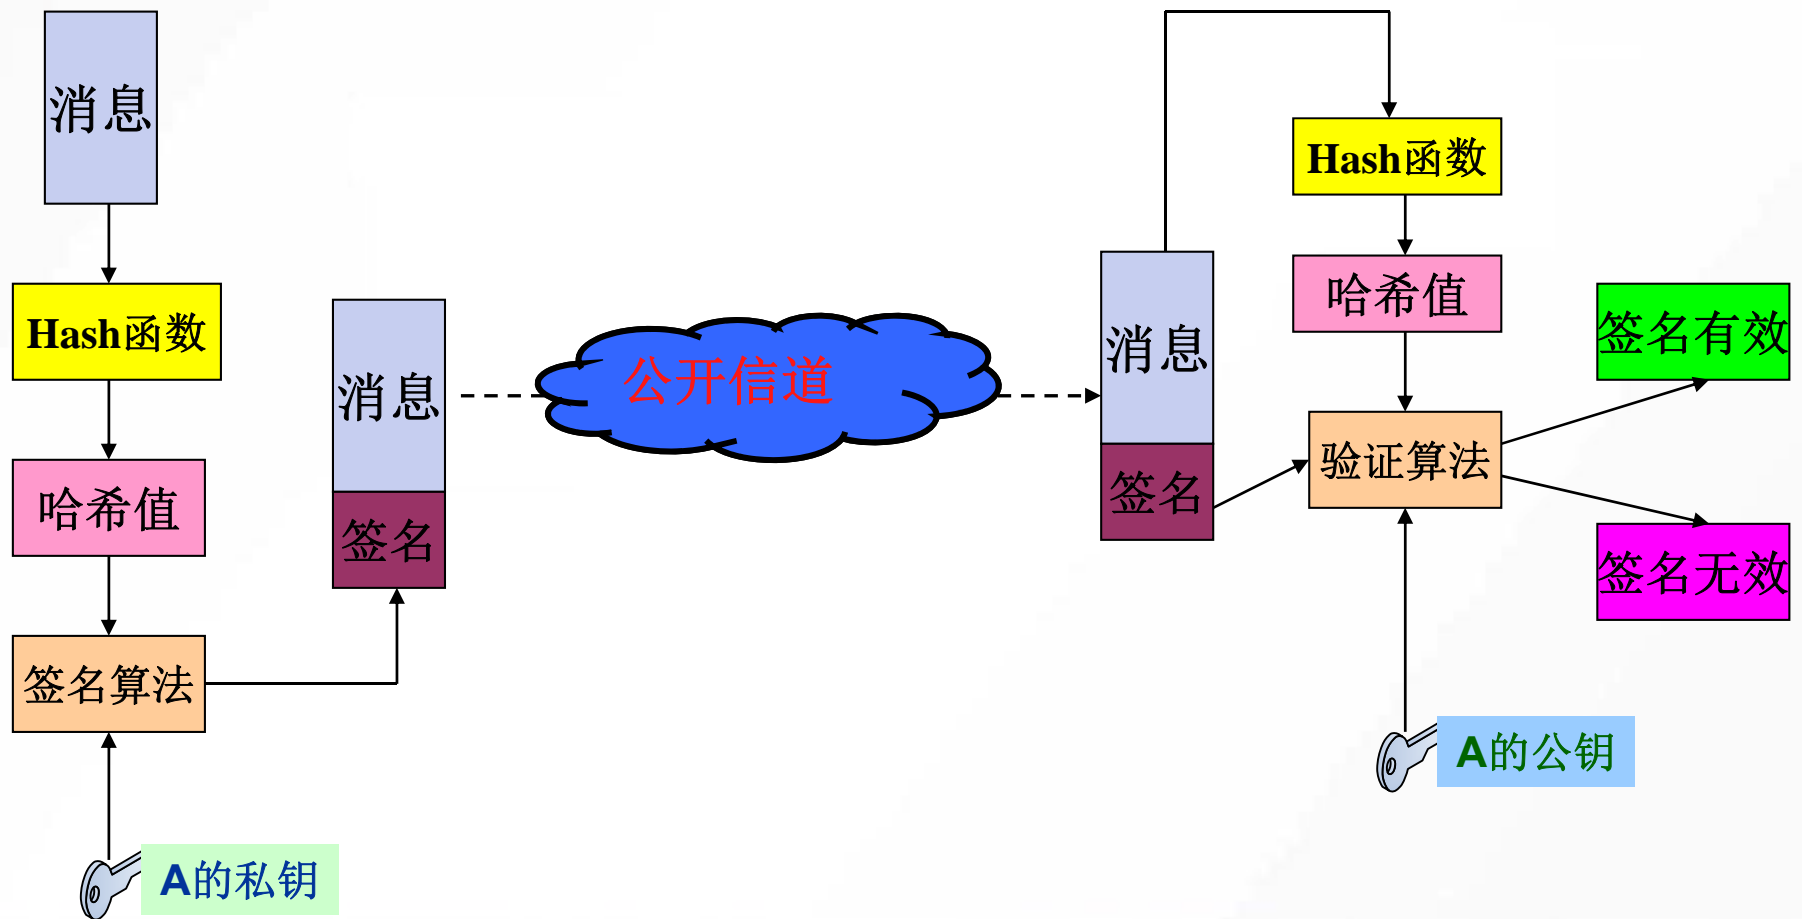 消息
Hash函数
哈希值
签名算法
A的私钥
消息
签名
公开信道
消息
签名
Hash函数
哈希值
验证算法
A的公钥
签名有效
签名无效